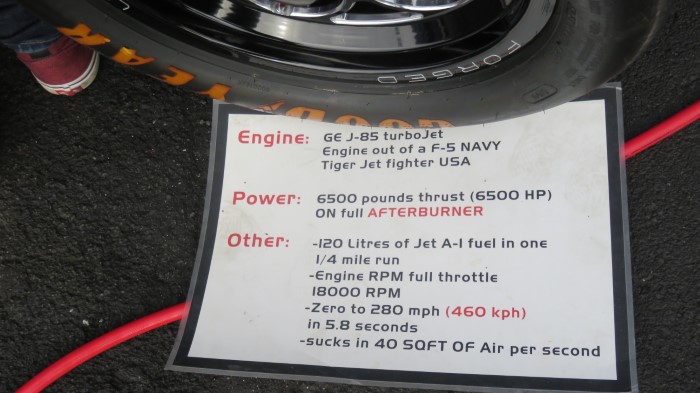 GOOD YEAR
FORGED
Engine: GE J-85 turboJet
Engine out of a F-5 NAVY
Tiger Jet fighter USA
Power: 6500 pounds thrust (6500 HP)
ON full AFTERBURNER
Other: -120 Litres of Jet A-1 fuel in one
1/4 mile run
-Engine RPM full throttle
18000 RPM
-Zero to 280 mph (460 kph)
in 5.8 seconds
-sucks in 40 SQFT OF Air per second